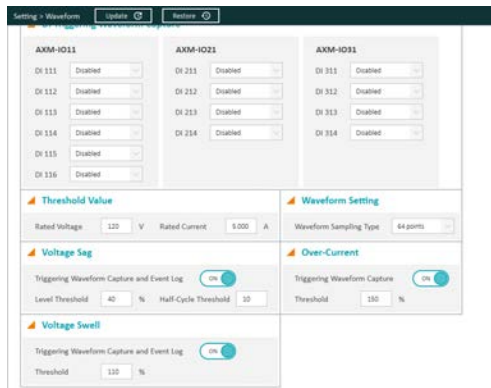 Setting > Waveform Update Restore
DI Triggering Waveform Capture
AXM-IO11 AXM-IO21 AXM-IO31
DI 111 Disabled DI 211 Disabled DI 311 Disabled
DI 112 Disabled DI 212 Disabled DI 312 Disabled
DI 113 Disabled DI 213 Disabled DI 313 Disabled
DI 114 Disabled DI 214 Disabled DI 314 Disabled
DI 115 Disabled
DI 116 Disabled
Threshold Value Waveform Setting
Rated Voltage 120 V Rated Current 5.000 A Waveform Sampling Type 64 points
Voltage Sag Over-Current
Triggering Waveform Capture and Event Log ON Triggering Waveform Capture ON
Level Threshold 40 % Half-Cycle Threshold 10 Threshold 150 %
Voltage Swell
Triggering Waveform Capture and Event Log ON
Threshold 110 %